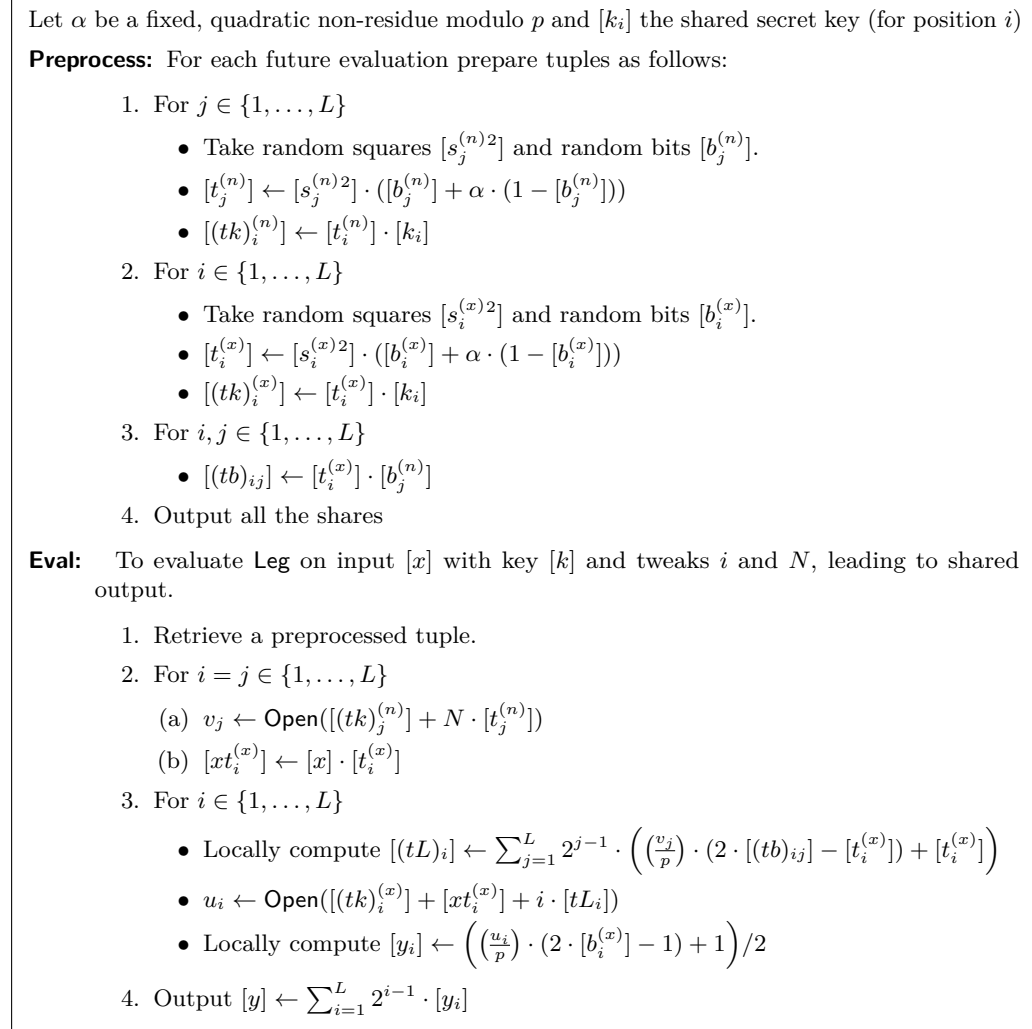 Let α be a fixed, quadratic non-residue modulo p and [k_i] the shared secret key (for position i)
Preprocess: For each future evaluation prepare tuples as follows:
1. For j ∈ {1, . . . , L}
• Take random squares [s_j^{(n)2}] and random bits [b_j^{(n)}].
• [t_j^{(n)}] ← [s_j^{(n)2}] · ([b_j^{(n)}] + α · (1 − [b_j^{(n)}]))
• [(tk)_i^{(n)}] ← [t_i^{(n)}] · [k_i]
2. For i ∈ {1, . . . , L}
• Take random squares [s_i^{(x)2}] and random bits [b_i^{(x)}].
• [t_i^{(x)}] ← [s_i^{(x)2}] · ([b_i^{(x)}] + α · (1 − [b_i^{(x)}]))
• [(tk)_i^{(x)}] ← [t_i^{(x)}] · [k_i]
3. For i, j ∈ {1, . . . , L}
• [(tb)_{ij}] ← [t_i^{(x)}] · [b_j^{(n)}]
4. Output all the shares
Eval: To evaluate Leg on input [x] with key [k] and tweaks i and N, leading to shared
output.
1. Retrieve a preprocessed tuple.
2. For i = j ∈ {1, . . . , L}
(a) v_j ← Open([(tk)_j^{(n)}] + N · [t_j^{(n)}])
(b) [xt_i^{(x)}] ← [x] · [t_i^{(x)}]
3. For i ∈ {1, . . . , L}
• Locally compute [(tL)_i] ← ∑_{j=1}^{L} 2^{j−1} · ((v_j/p) · (2 · [(tb)_{ij}] − [t_i^{(x)}]) + [t_i^{(x)}])
• u_i ← Open([(tk)_i^{(x)}] + [xt_i^{(x)}] + i · [tL_i])
• Locally compute [y_i] ← ((u_i/p) · (2 · [b_i^{(x)}] − 1) + 1)/2
4. Output [y] ← ∑_{i=1}^{L} 2^{i−1} · [y_i]